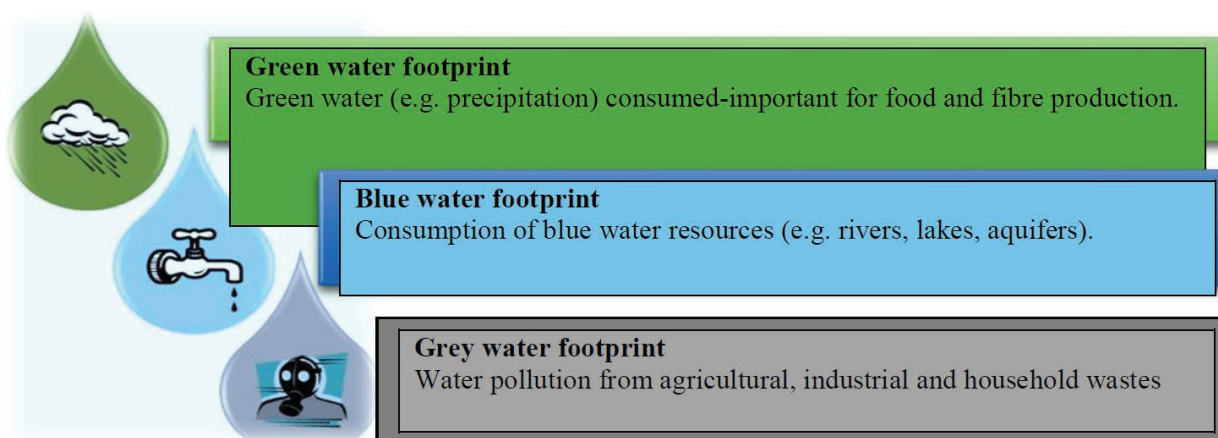 Green water footprint
Green water (e.g. precipitation) consumed-important for food and fibre production.
Blue water footprint
Consumption of blue water resources (e.g. rivers, lakes, aquifers).
Grey water footprint
Water pollution from agricultural, industrial and household wastes